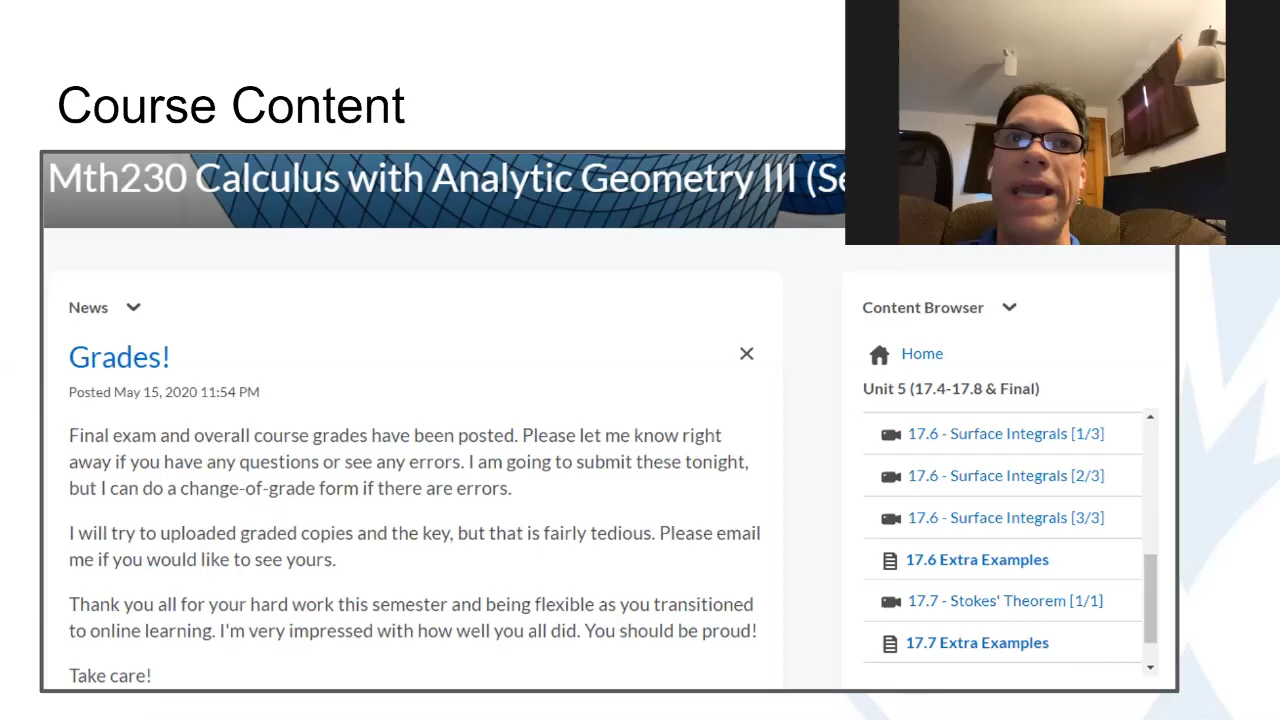 Course Content
Mth230 Calculus with Analytic Geometry III (Se
News
Grades!
Posted May 15, 2020 11:54 PM
Final exam and overall course grades have been posted. Please let me know right
away if you have any questions or see any errors. I am going to submit these tonight,
but I can do a change-of-grade form if there are errors.
I will try to uploaded graded copies and the key, but that is fairly tedious. Please email
me if you would like to see yours.
Thank you all for your hard work this semester and being flexible as you transitioned
to online learning. I'm very impressed with how well you all did. You should be proud!
Take care!
Content Browser
Home
Unit 5 (17.4-17.8 & Final)
17.6 - Surface Integrals [1/3]
17.6 - Surface Integrals [2/3]
17.6 - Surface Integrals [3/3]
17.6 Extra Examples
17.7 - Stokes' Theorem [1/1]
17.7 Extra Examples